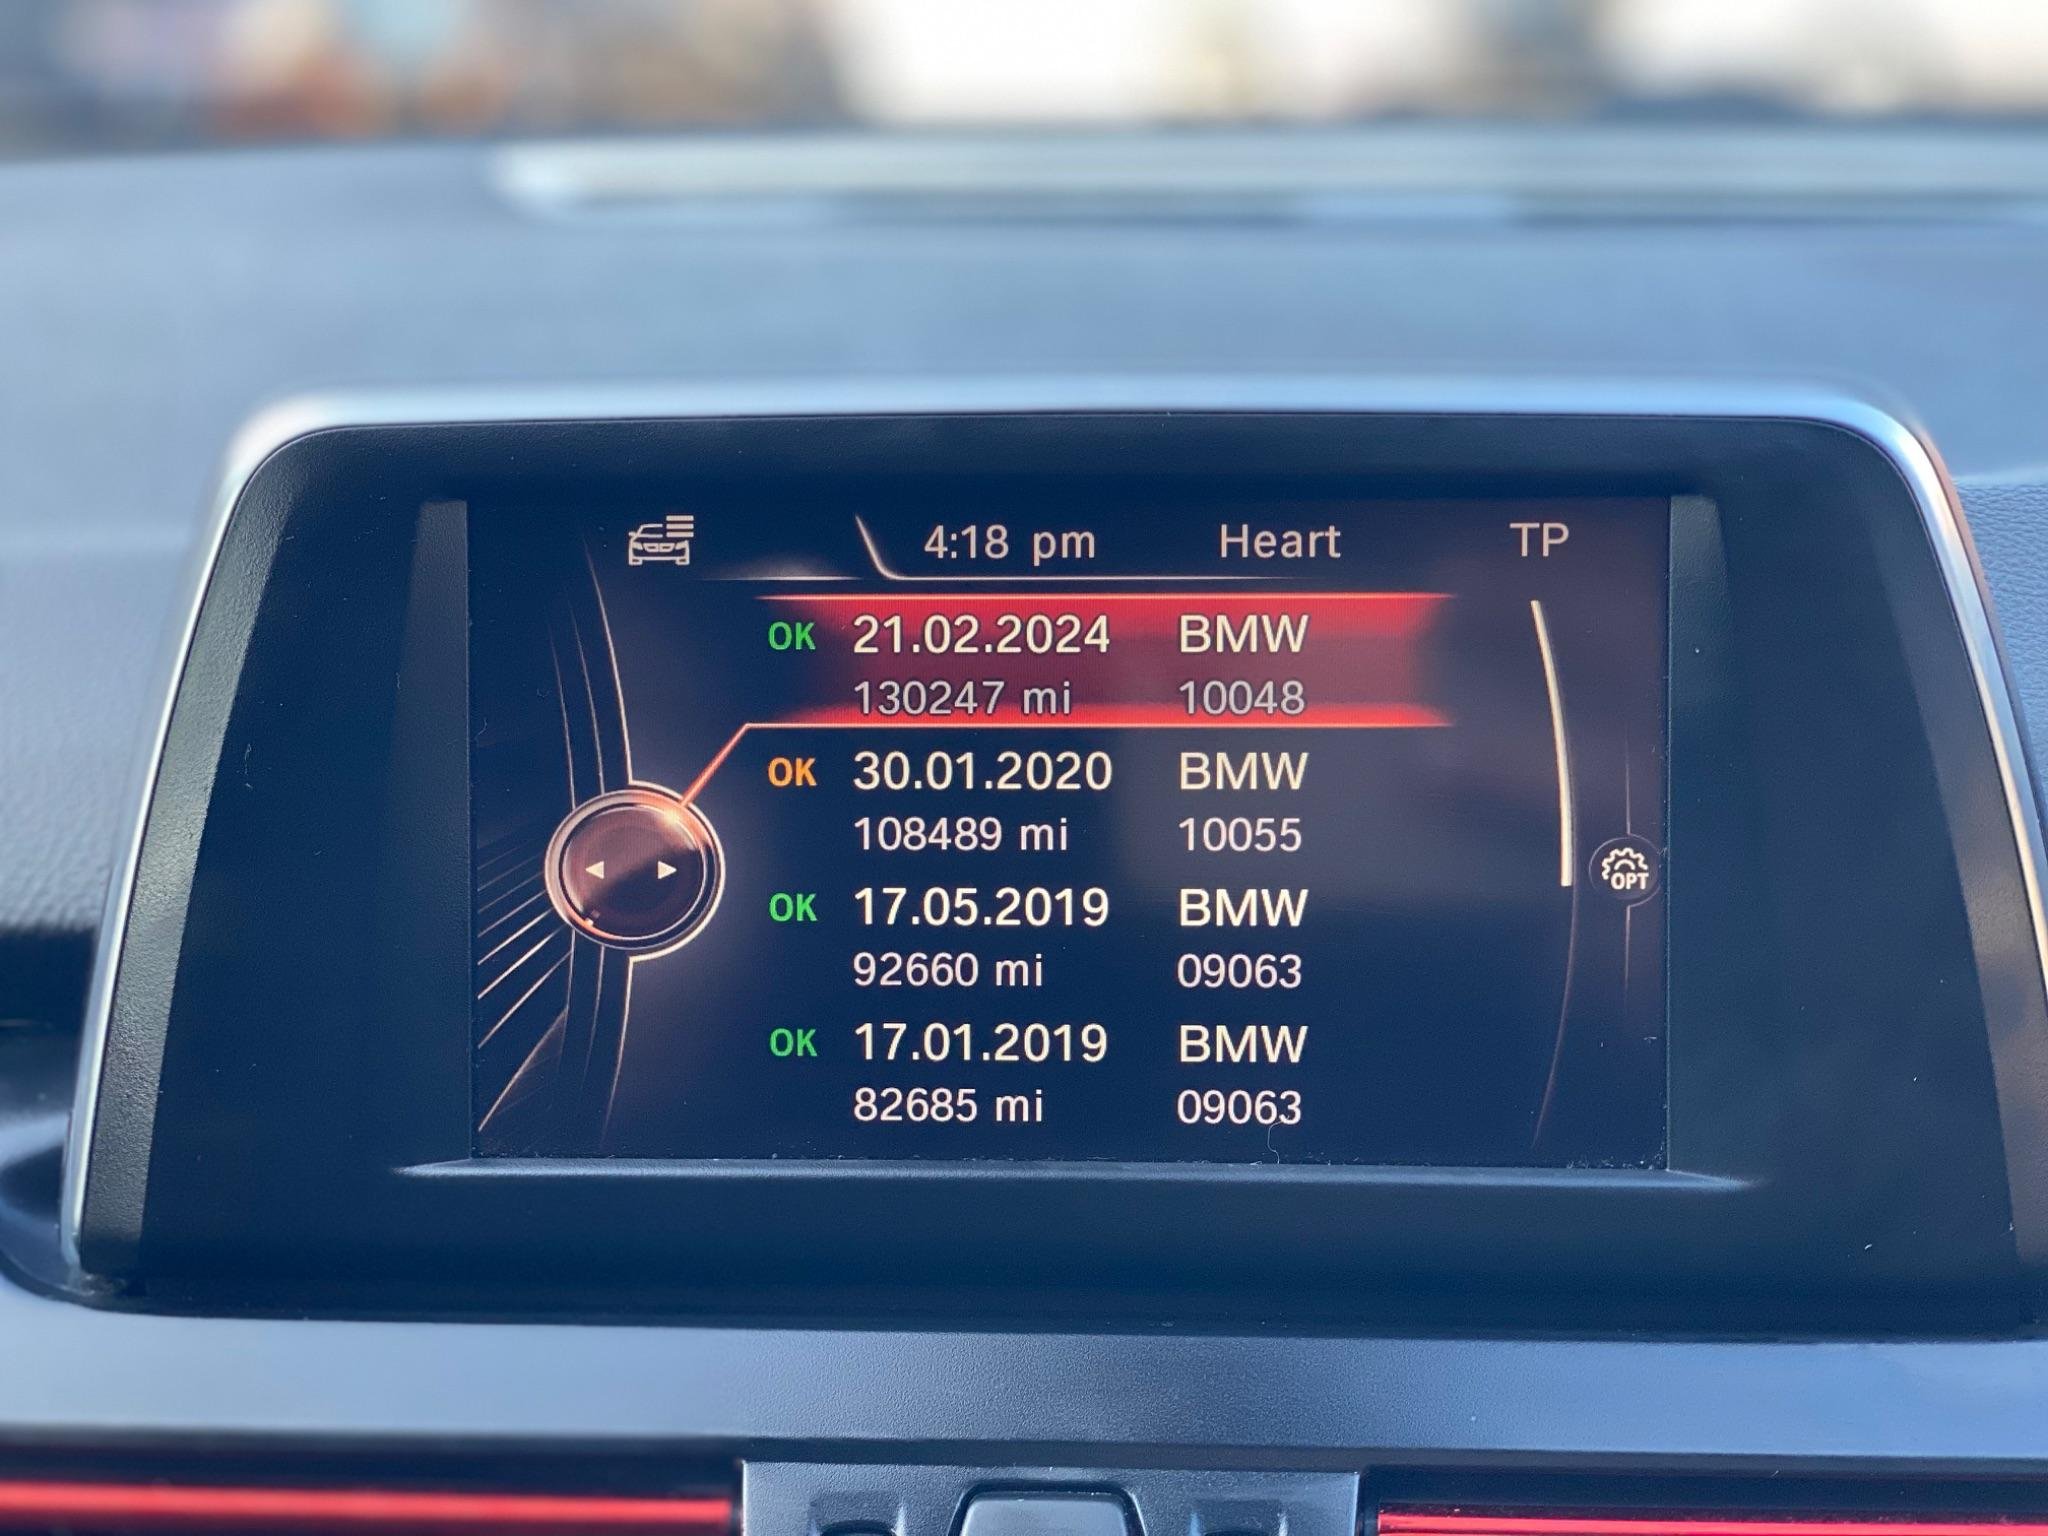 4:18 pm Heart TP
OK 21.02.2024 BMW
130247 mi 10048
OK 30.01.2020 BMW
108489 mi 10055
OK 17.05.2019 BMW
92660 mi 09063
OPT
OK 17.01.2019 BMW
82685 mi 09063